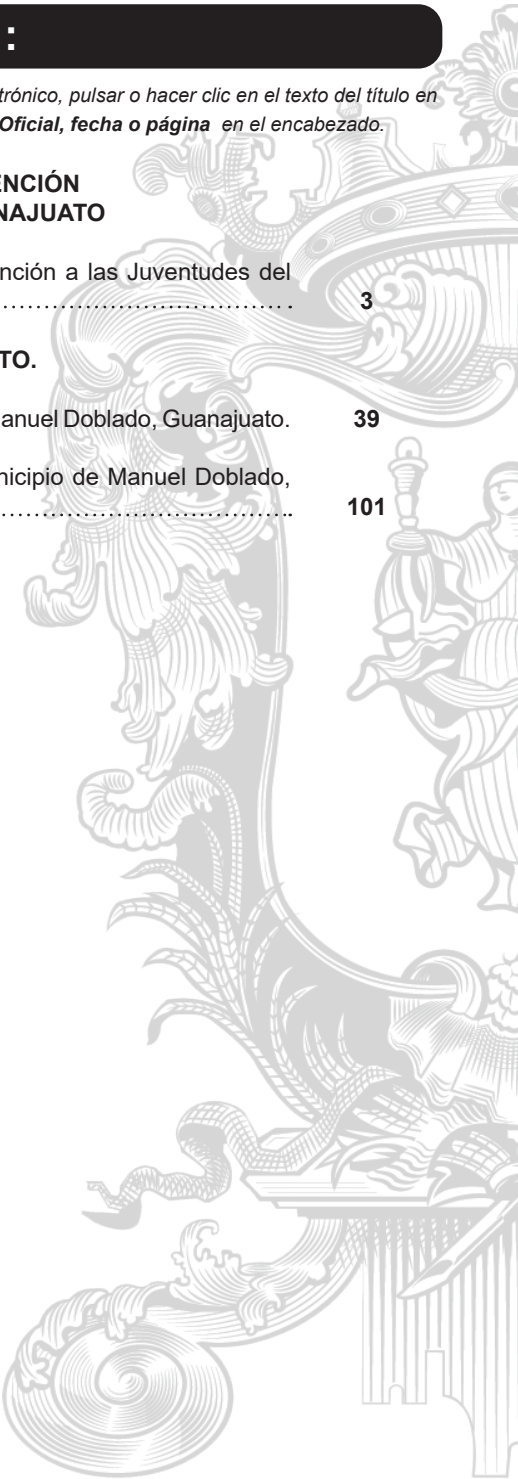 :
trónico, pulsar o hacer clic en el texto del título en
Oficial, fecha o página en el encabezado.
ENCIÓN
NAJUATO
nción a las Juventudes del
……………………………………. . 3
TO.
anuel Doblado, Guanajuato. 39
nicipio de Manuel Doblado,
…………………………………….. 101